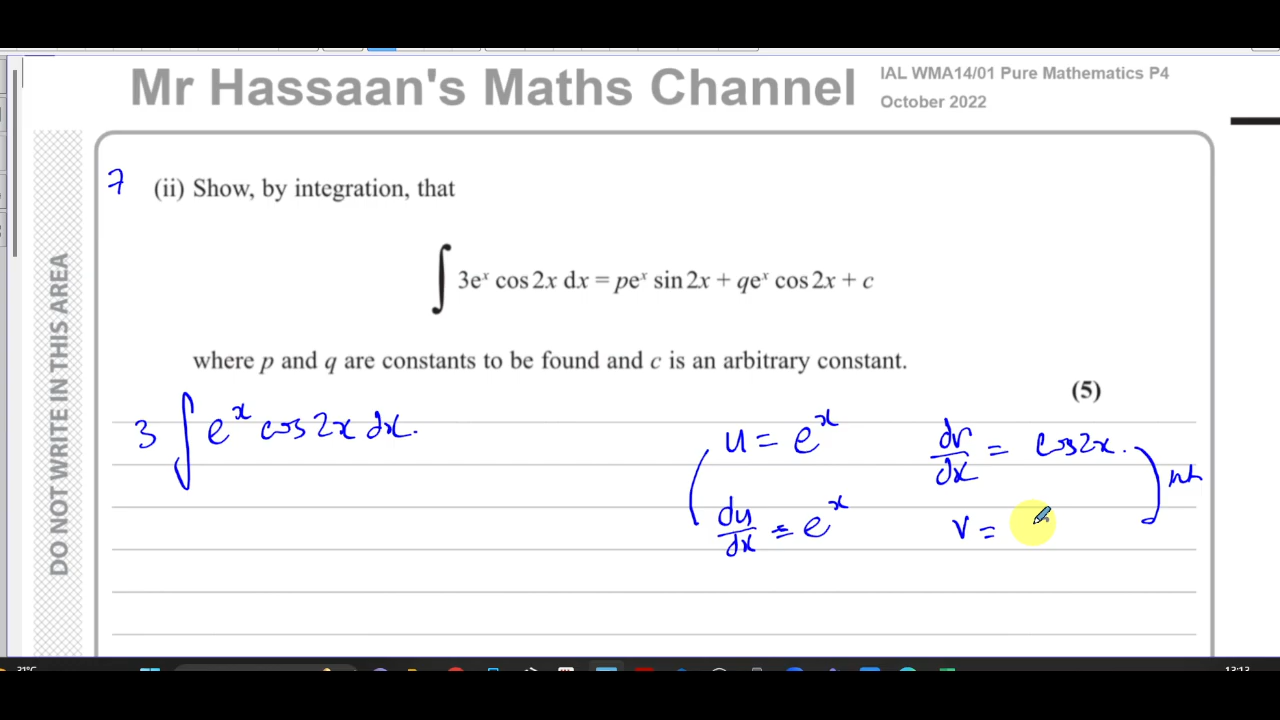 Mr Hassaan's Maths Channel
IAL WMA14/01 Pure Mathematics P4
October 2022
DO NOT WRITE IN THIS AREA
7 (ii) Show, by integration, that
∫ 3eˣ cos 2x dx = peˣ sin 2x + qeˣ cos 2x + c
where p and q are constants to be found and c is an arbitrary constant.
(5)
3 ∫ eˣ cos 2x dx.
u = eˣ dv/dx = cos 2x.
du/dx = eˣ v =
31°C
13:13